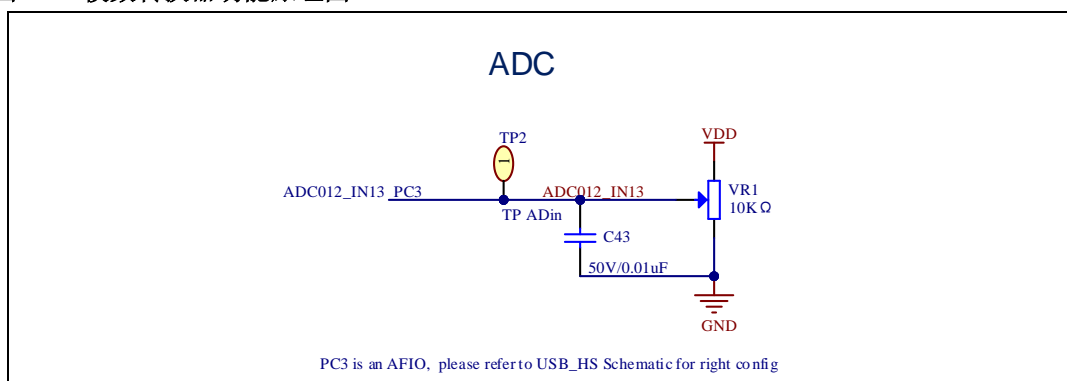 ADC
TP2
1
VDD
ADC012_IN13_PC3
ADC012_IN13
VR1
10KΩ
TP ADin
C43
50V/0.01uF
GND
PC3 is an AFIO, please refer to USB_HS Schematic for right config